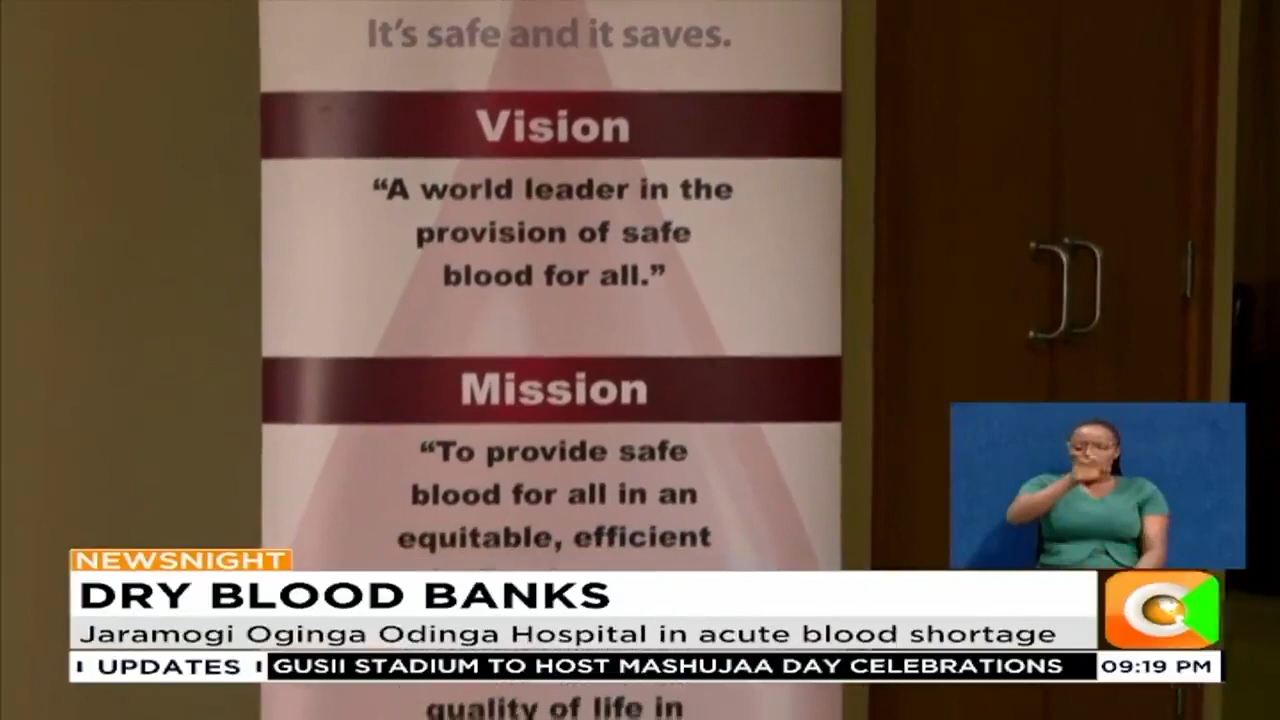 It's safe and it saves.
Vision
“A world leader in the
provision of safe
blood for all.”
Mission
“To provide safe
blood for all in an
equitable, efficient
NEWSNIGHT
DRY BLOOD BANKS
Jaramogi Oginga Odinga Hospital in acute blood shortage
UPDATES
GUSII STADIUM TO HOST MASHUJAA DAY CELEBRATIONS
09:19 PM
quality of life in